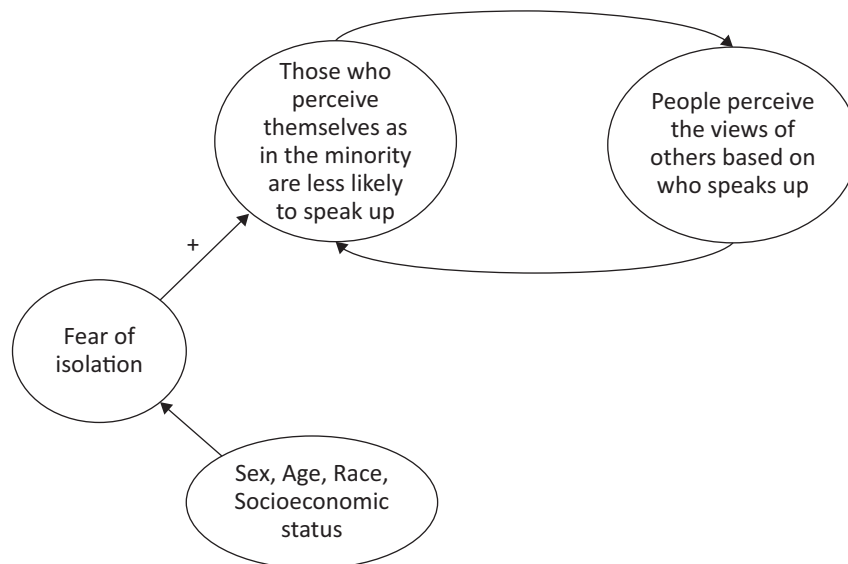 Those who
perceive
themselves as
in the minority
are less likely
to speak up
People perceive
the views of
others based on
who speaks up
+
Fear of
isolation
Sex, Age, Race,
Socioeconomic
status